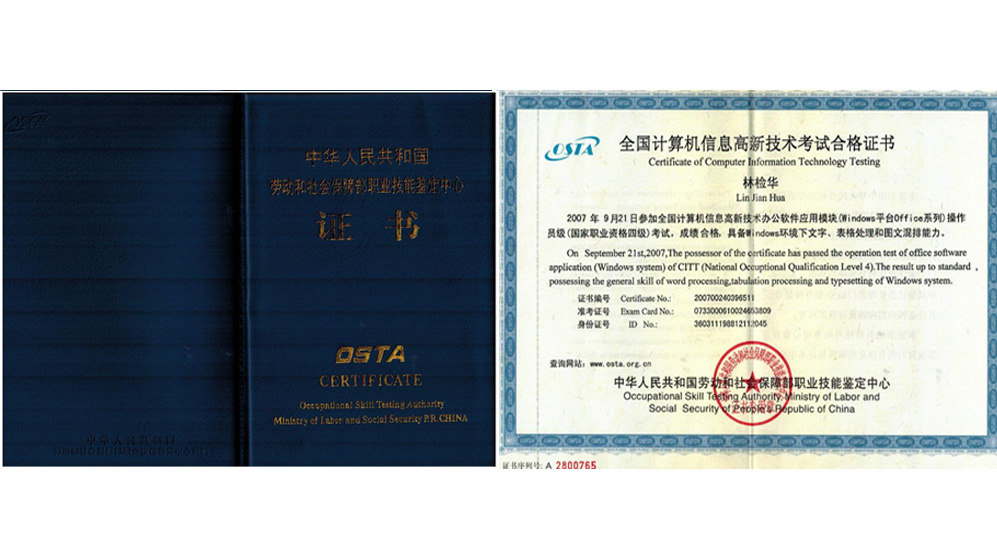 OSTA
中华人民共和国
劳动和社会保障部职业技能鉴定中心
证 书
OSTA
CERTIFICATE
Occupational Skill Testing Authority
Ministry of Labor and Social Security P.R.CHINA
中华人民共和国
OSTA
全国计算机信息高新技术考试合格证书
Certificate of Computer Information Technology Testing
林检华
Lin Jian Hua
2007 年 9月21日参加全国计算机信息高新技术办公软件应用模块(Windows平台Office系列)操作
员级(国家职业资格四级)考试，成绩合格，具备Windows环境下文字、表格处理和图文混排能力。
On September 21st,2007,The possessor of the certificate has passed the operation test of office software
application (Windows system) of CITT (National Occuptional Qualification Level 4).The result up to standard ,
possessing the general skill of word processing,tabulation processing and typesetting of Windows system.
证书编号 Certificate No.: 200700240396511
准考证号 Exam Card No.: 0733000610024653809
身份证号 ID No.: 360311198812112045
查询网站：www.osta.org.cn
中华人民共和国劳动和社会保障部职业技能鉴定中心
Occupational Skill Testing Authority,Ministry of Labor and
Social Security of People's Republic of China
证书序列号: A 2800765